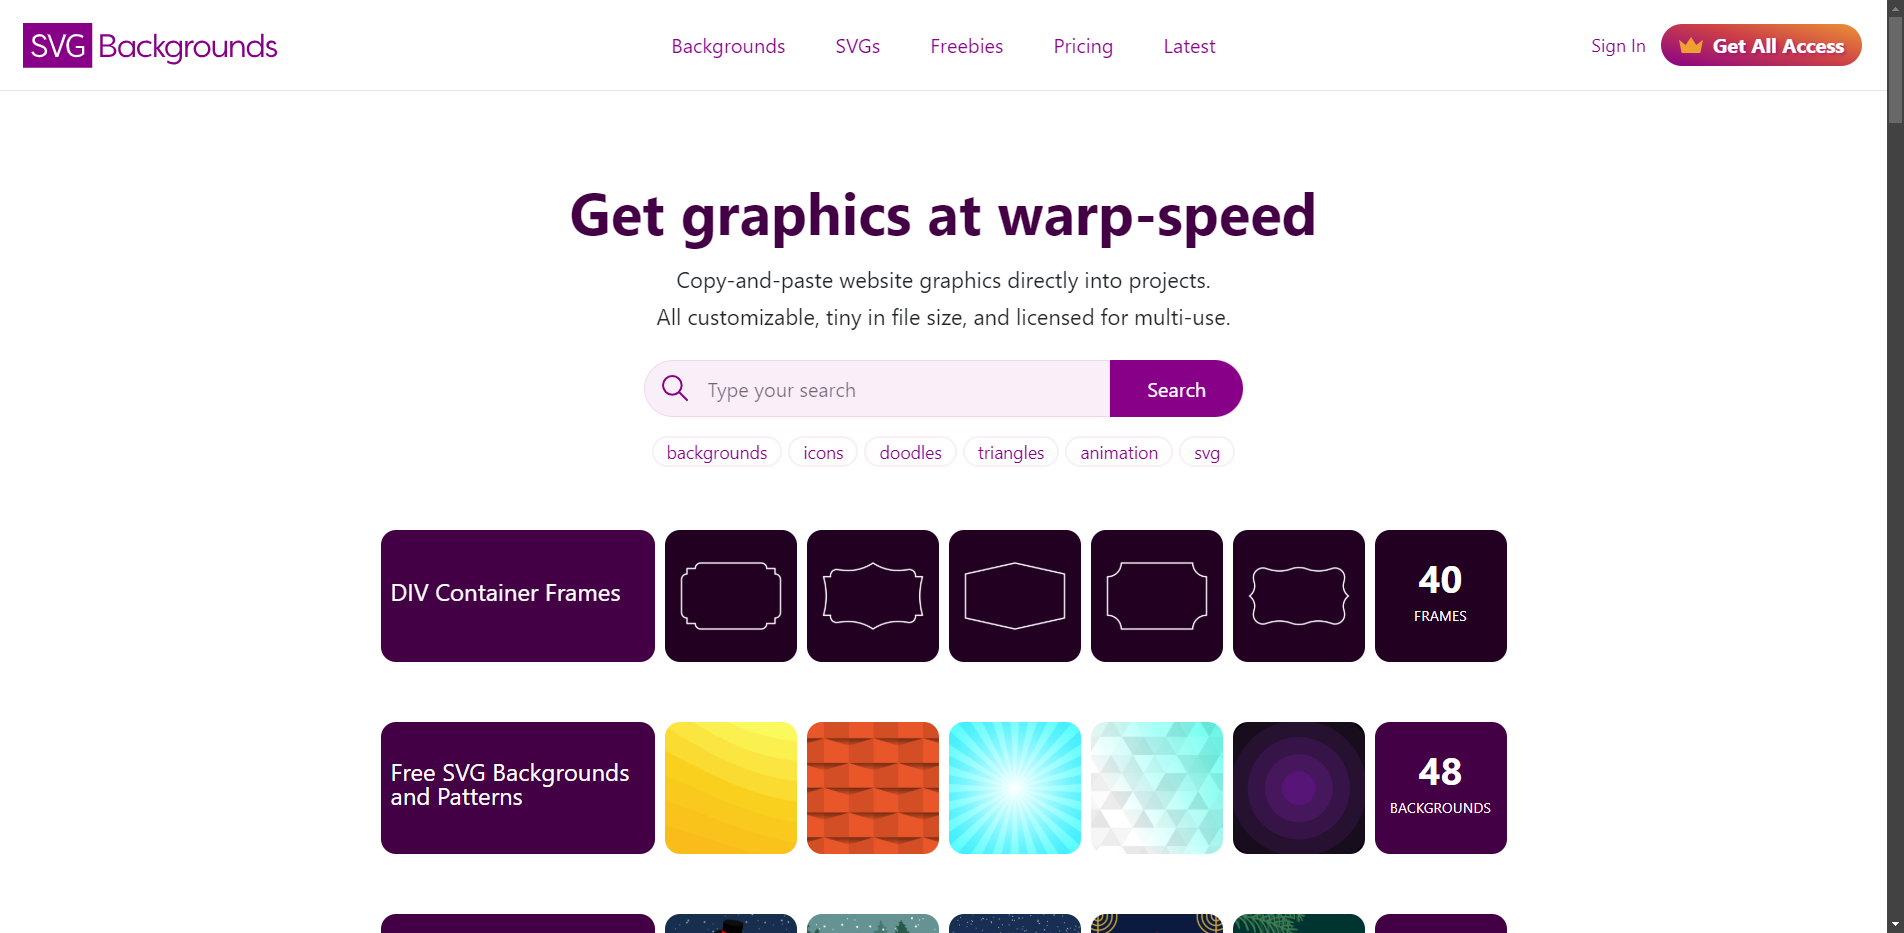 SVG Backgrounds
Backgrounds
SVGs
Freebies
Pricing
Latest
Sign In
Get All Access
Get graphics at warp-speed
Copy-and-paste website graphics directly into projects.
All customizable, tiny in file size, and licensed for multi-use.
Type your search
Search
backgrounds
icons
doodles
triangles
animation
svg
DIV Container Frames
40
FRAMES
Free SVG Backgrounds
and Patterns
48
BACKGROUNDS